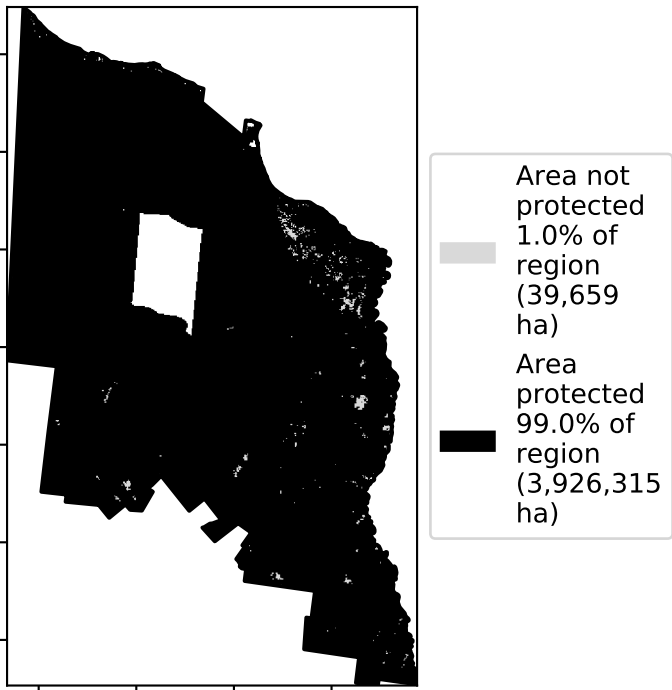 Area not
protected
1.0% of
region
(39,659
ha)
Area
protected
99.0% of
region
(3,926,315
ha)